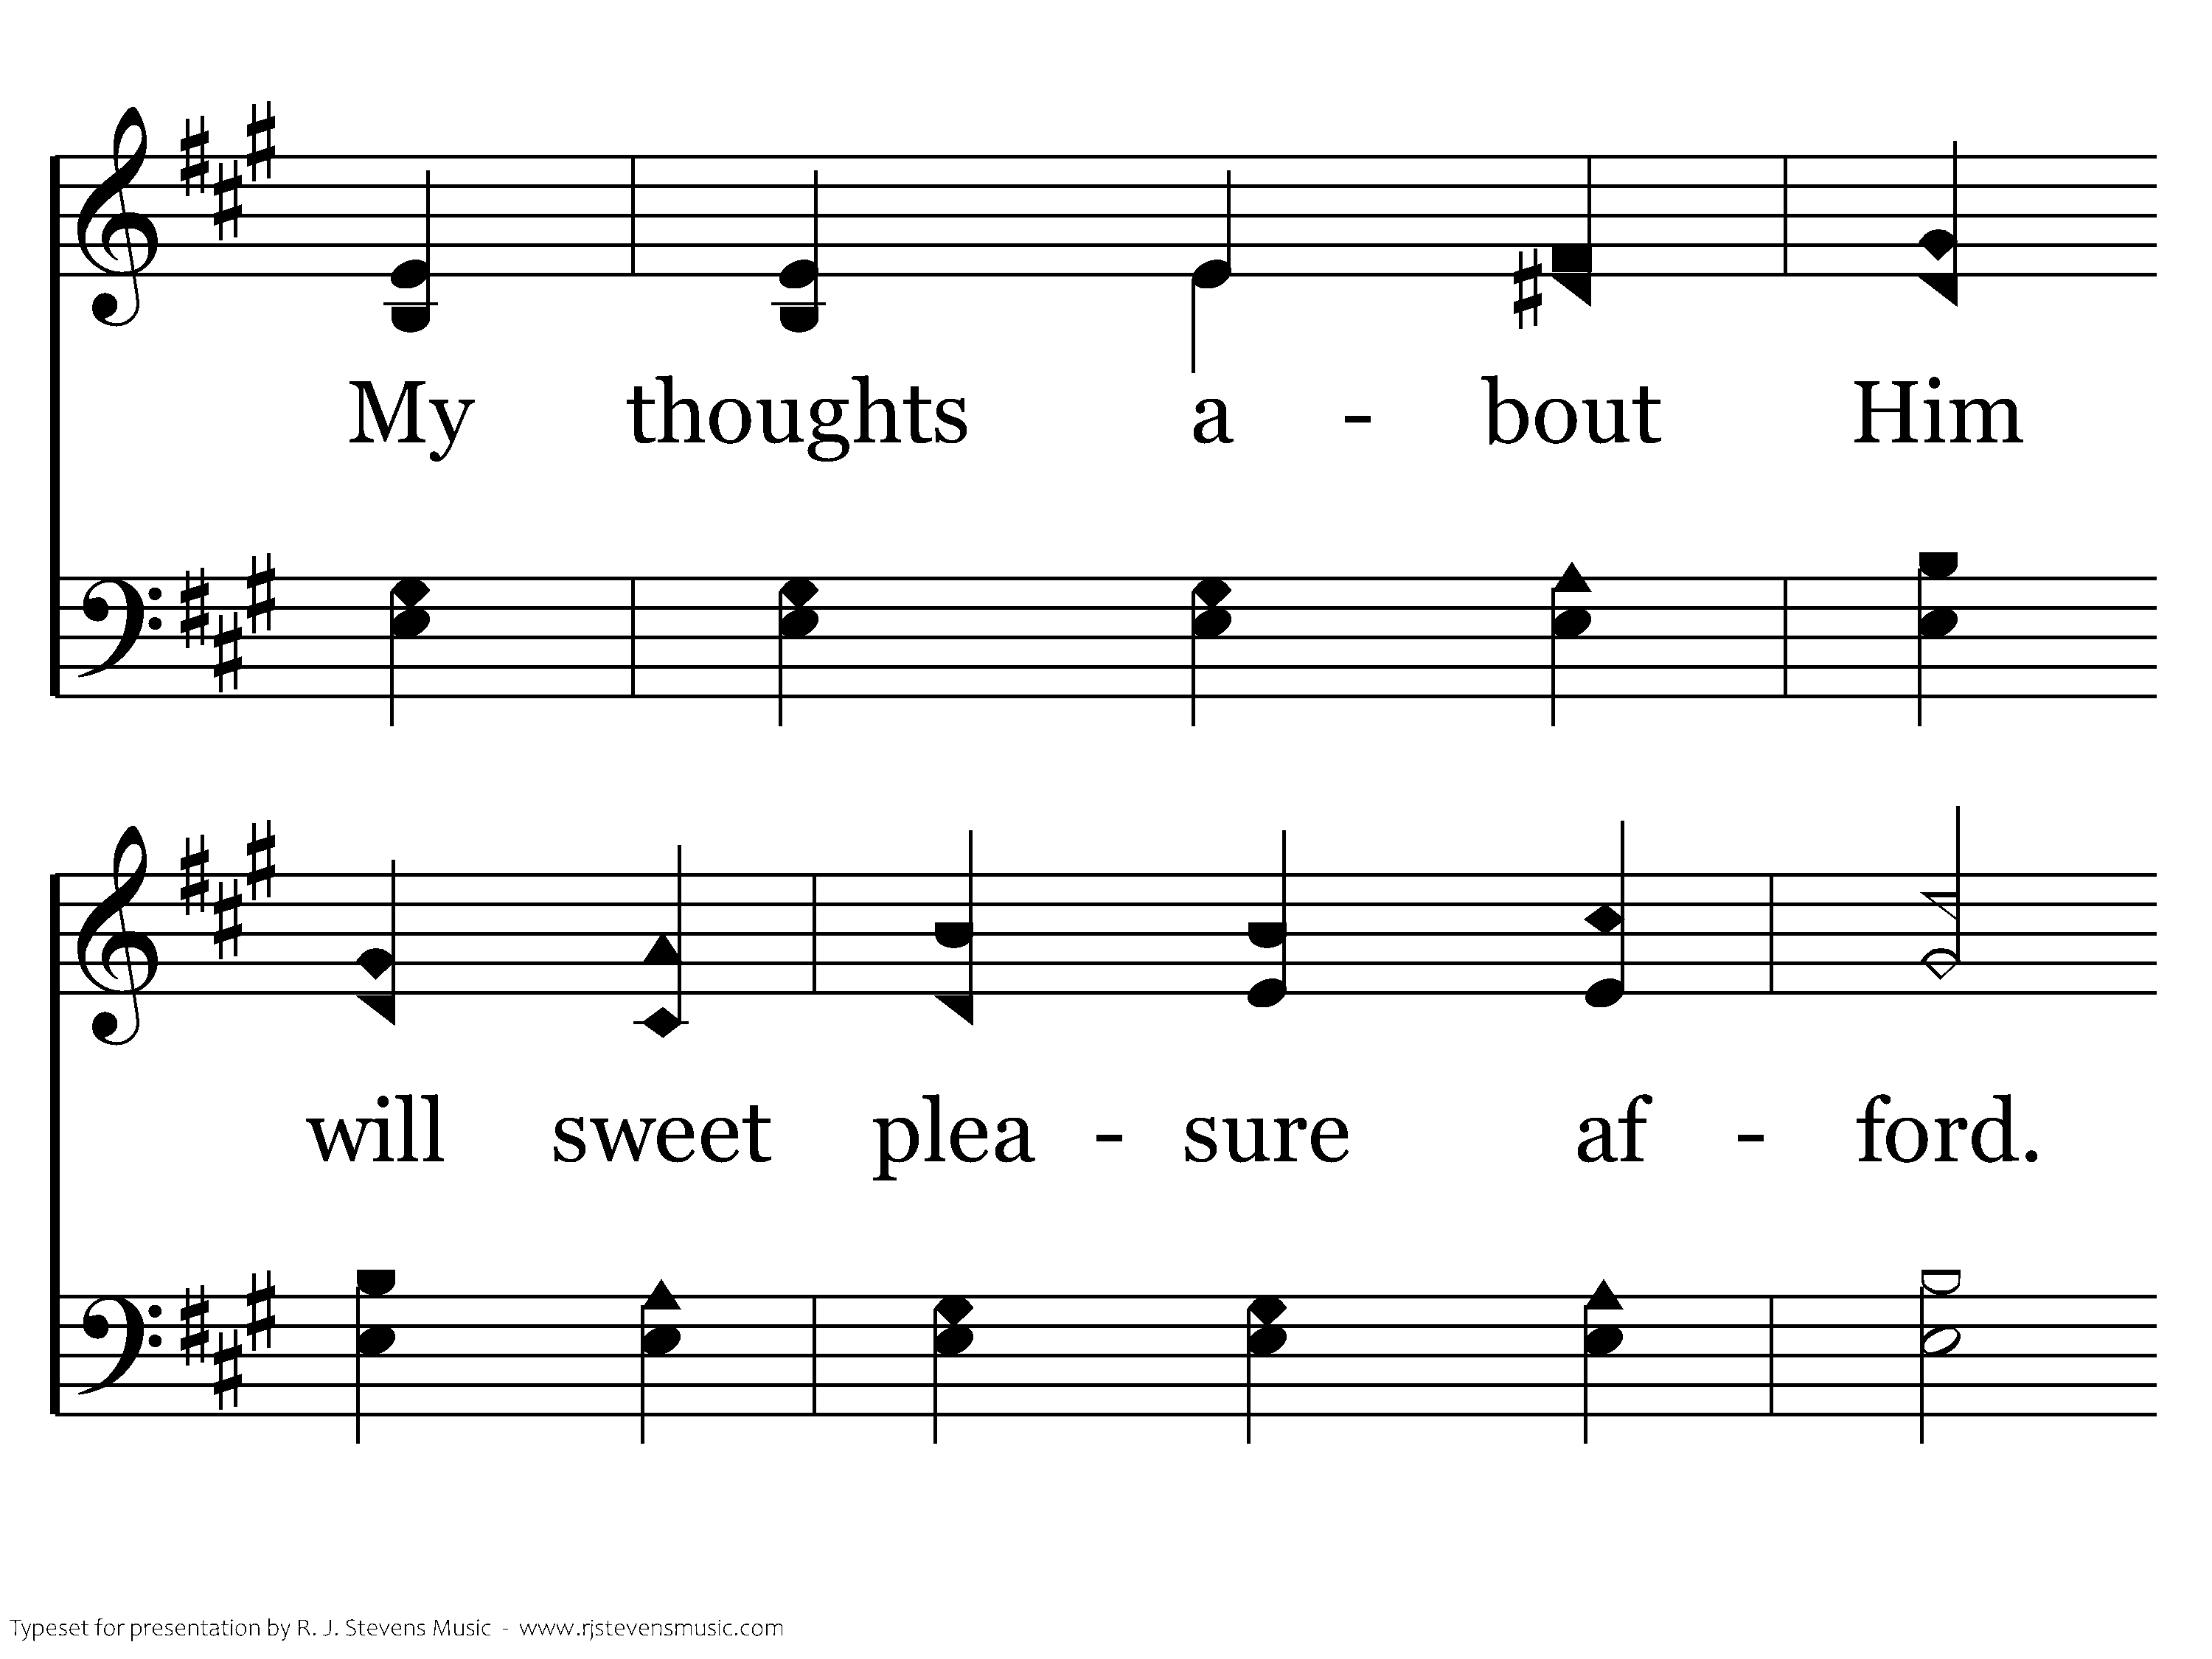 My thoughts a - bout Him
will sweet plea - sure af - ford.
Typeset for presentation by R. J. Stevens Music - www.rjstevensmusic.com